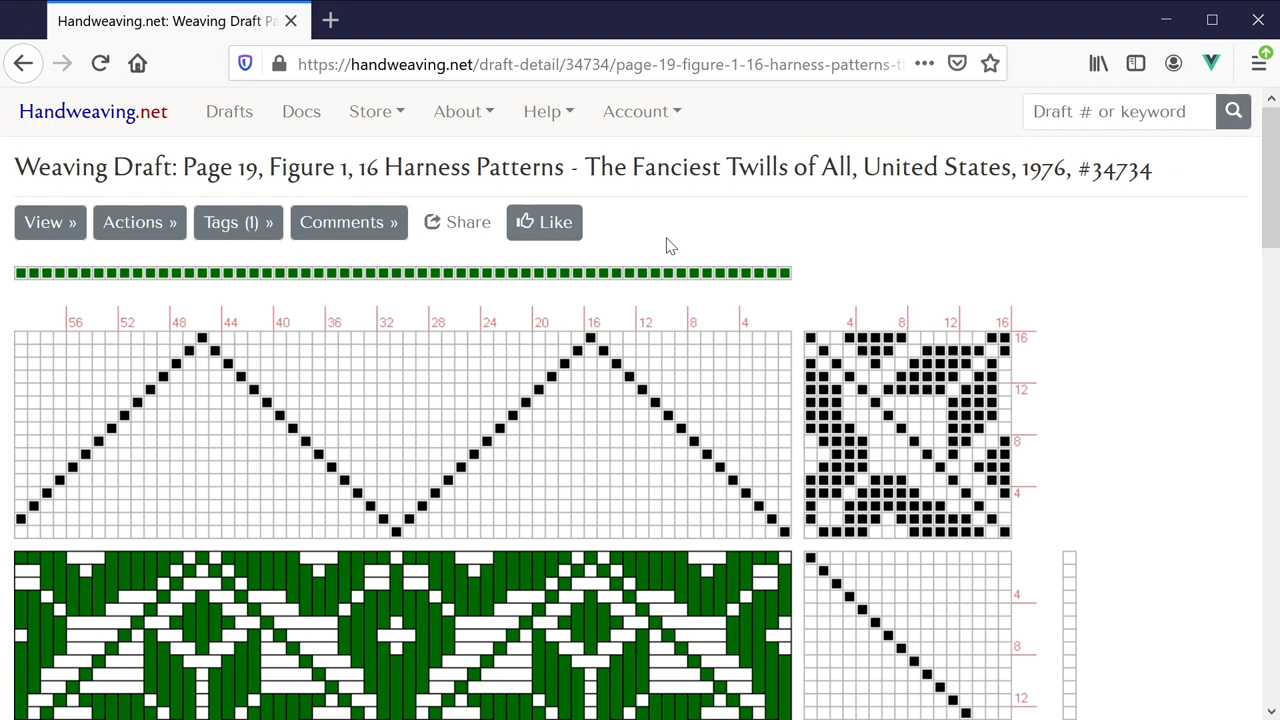 Handweaving.net: Weaving Draft Pa
https://handweaving.net/draft-detail/34734/page-19-figure-1-16-harness-patterns-t
Handweaving.net Drafts Docs Store About Help Account Draft # or keyword
Weaving Draft: Page 19, Figure 1, 16 Harness Patterns - The Fanciest Twills of All, United States, 1976, #34734
View » Actions » Tags (1) » Comments » Share Like
56 52 48 44 40 36 32 28 24 20 16 12 8 4 4 8 12 16
16
12
8
4
4
8
12